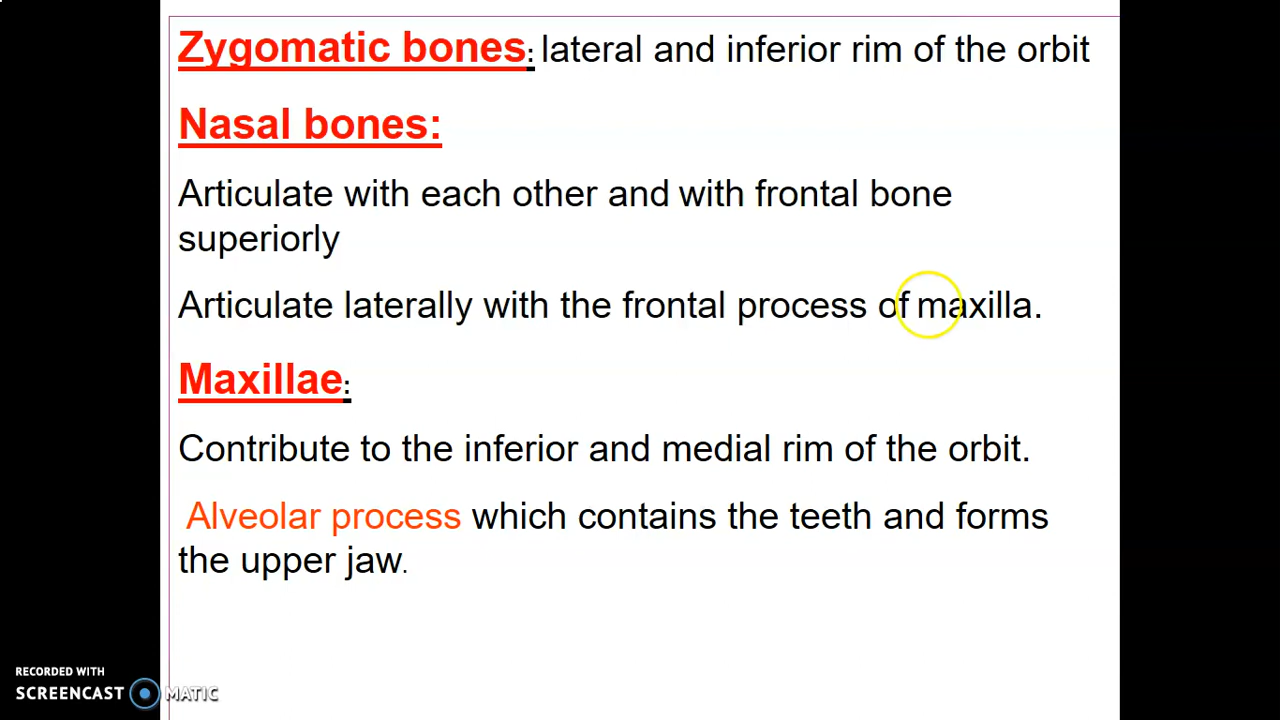 Zygomatic bones: lateral and inferior rim of the orbit
Nasal bones:
Articulate with each other and with frontal bone
superiorly
Articulate laterally with the frontal process of maxilla.
Maxillae:
Contribute to the inferior and medial rim of the orbit.
Alveolar process which contains the teeth and forms
the upper jaw.
RECORDED WITH
SCREENCAST MATIC